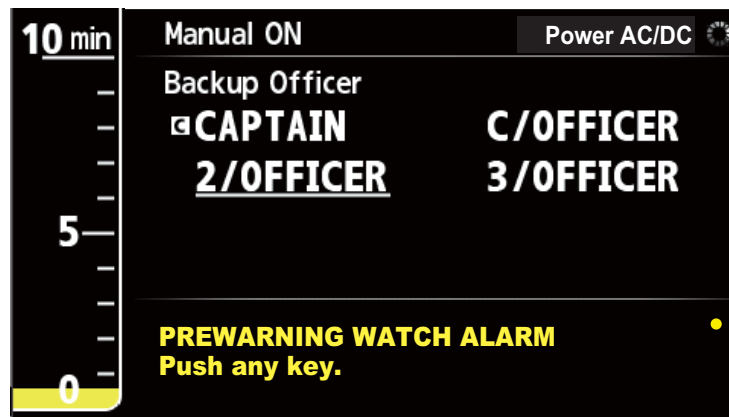 10 min
Manual ON Power AC/DC
Backup Officer
C CAPTAIN C/OFFICER
2/OFFICER 3/OFFICER
5
PREWARNING WATCH ALARM
Push any key.
0